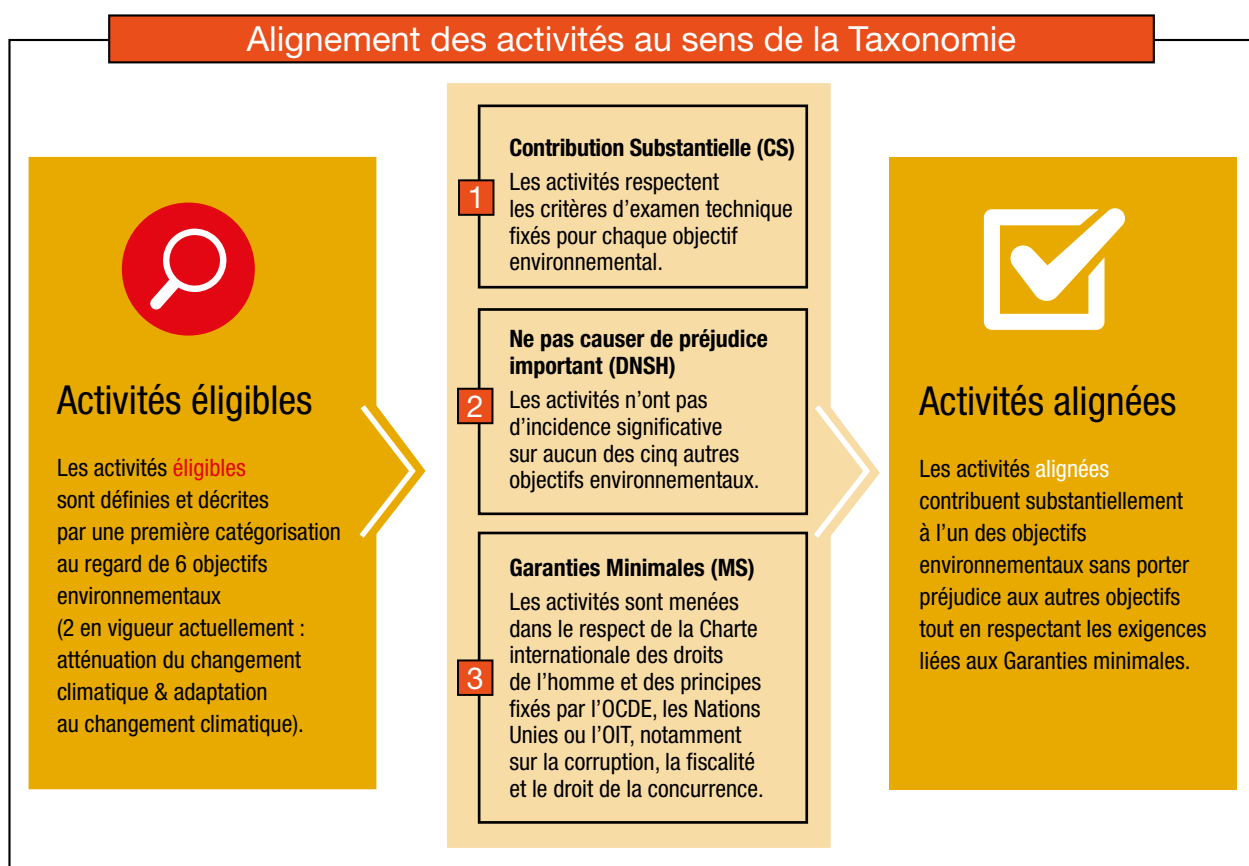 Alignement des activités au sens de la Taxonomie
Activités éligibles
Les activités éligibles
sont définies et décrites
par une première catégorisation
au regard de 6 objectifs
environnementaux
(2 en vigueur actuellement :
atténuation du changement
climatique & adaptation
au changement climatique).
1
Contribution Substantielle (CS)
Les activités respectent
les critères d’examen technique
fixés pour chaque objectif
environnemental.
2
Ne pas causer de préjudice
important (DNSH)
Les activités n’ont pas
d’incidence significative
sur aucun des cinq autres
objectifs environnementaux.
3
Garanties Minimales (MS)
Les activités sont menées
dans le respect de la Charte
internationale des droits
de l’homme et des principes
fixés par l’OCDE, les Nations
Unies ou l’OIT, notamment
sur la corruption, la fiscalité
et le droit de la concurrence.
Activités alignées
Les activités alignées
contribuent substantiellement
à l’un des objectifs
environnementaux sans porter
préjudice aux autres objectifs
tout en respectant les exigences
liées aux Garanties minimales.